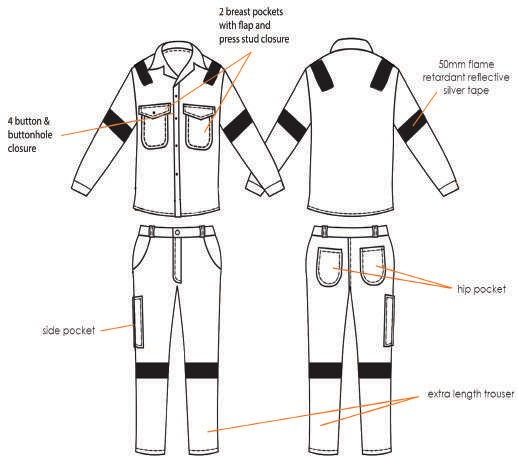 2 breast pockets
with flap and
press stud closure
50mm flame
retardant reflective
silver tape
4 button &
buttonhole
closure
hip pocket
side pocket
extra length trouser